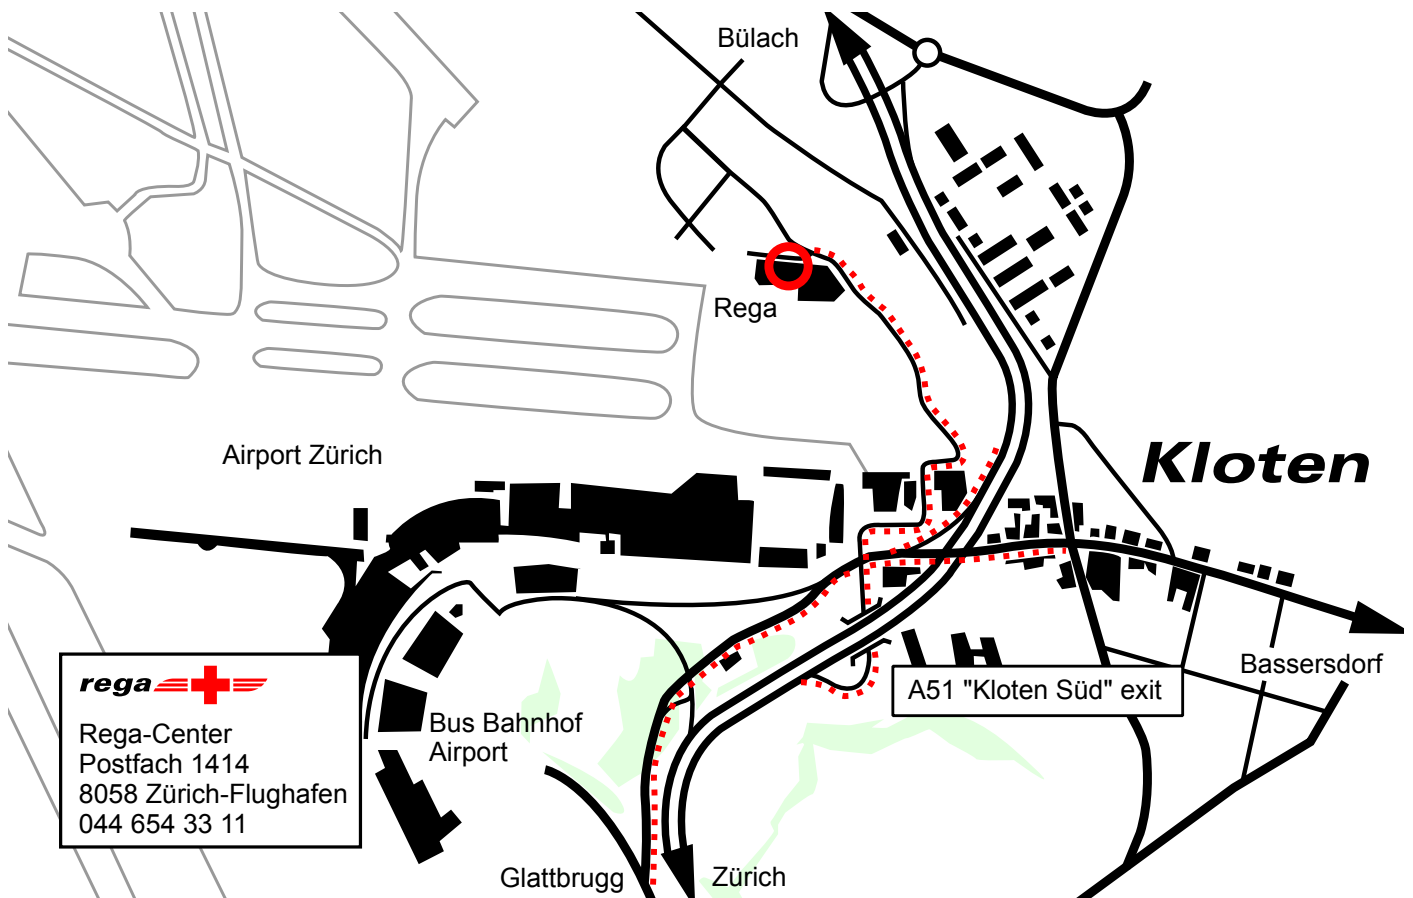 Bülach
Rega
Airport Zürich
Kloten
Bassersdorf
A51 "Kloten Süd" exit
rega
Rega-Center
Postfach 1414
8058 Zürich-Flughafen
044 654 33 11
Bus Bahnhof
Airport
Glattbrugg
Zürich